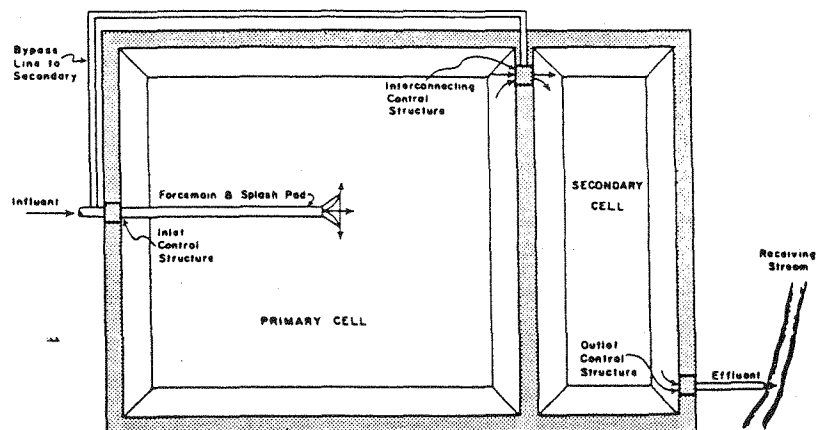 Bypass
Line to
Secondary
Interconnecting
Control
Structure
Influent
Forcemain & Splash Pad
Inlet
Control
Structure
SECONDARY
CELL
Receiving
Stream
PRIMARY CELL
Outlet
Control
Structure
Effluent